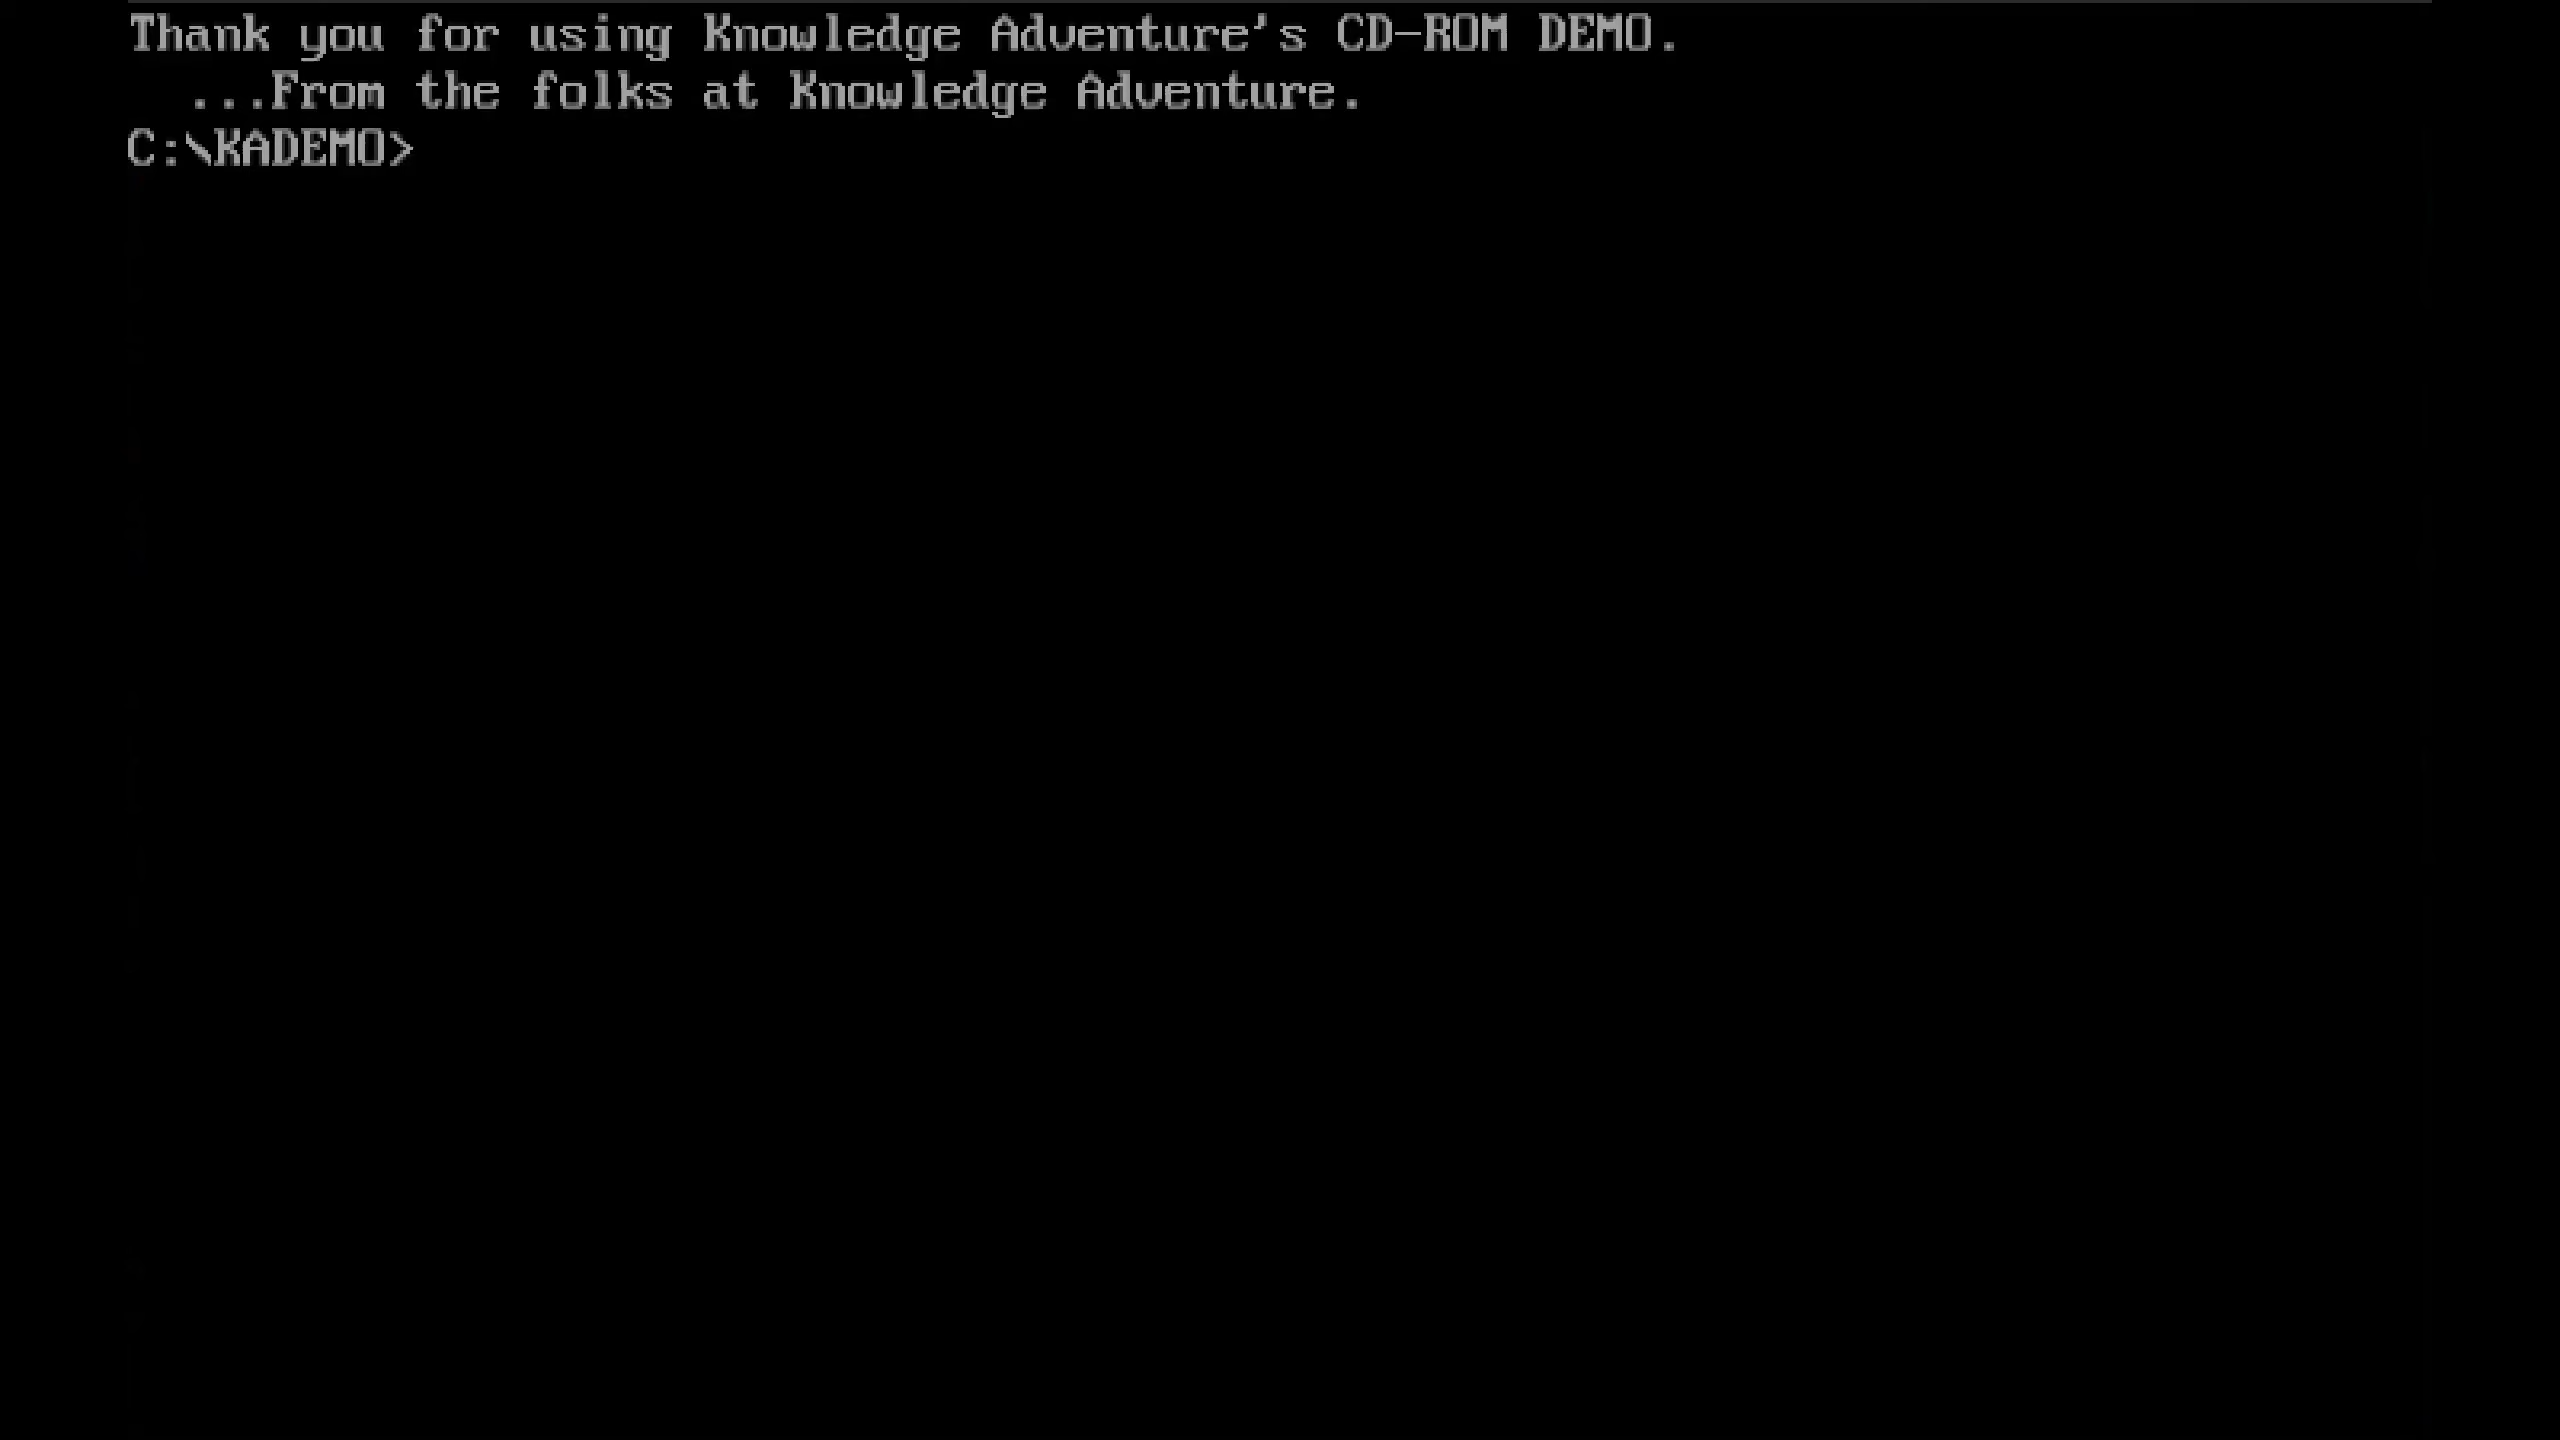 Thank you for using Knowledge Adventure's CD-ROM DEMO.
...From the folks at Knowledge Adventure.
C:\KADEMO>